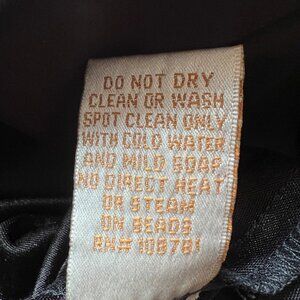 DO NOT DRY
CLEAN OR WASH
SPOT CLEAN ONLY
WITH COLD WATER
AND MILD SOAP
NO DIRECT HEAT
OR STEAM
ON BEADS
RN# 108781